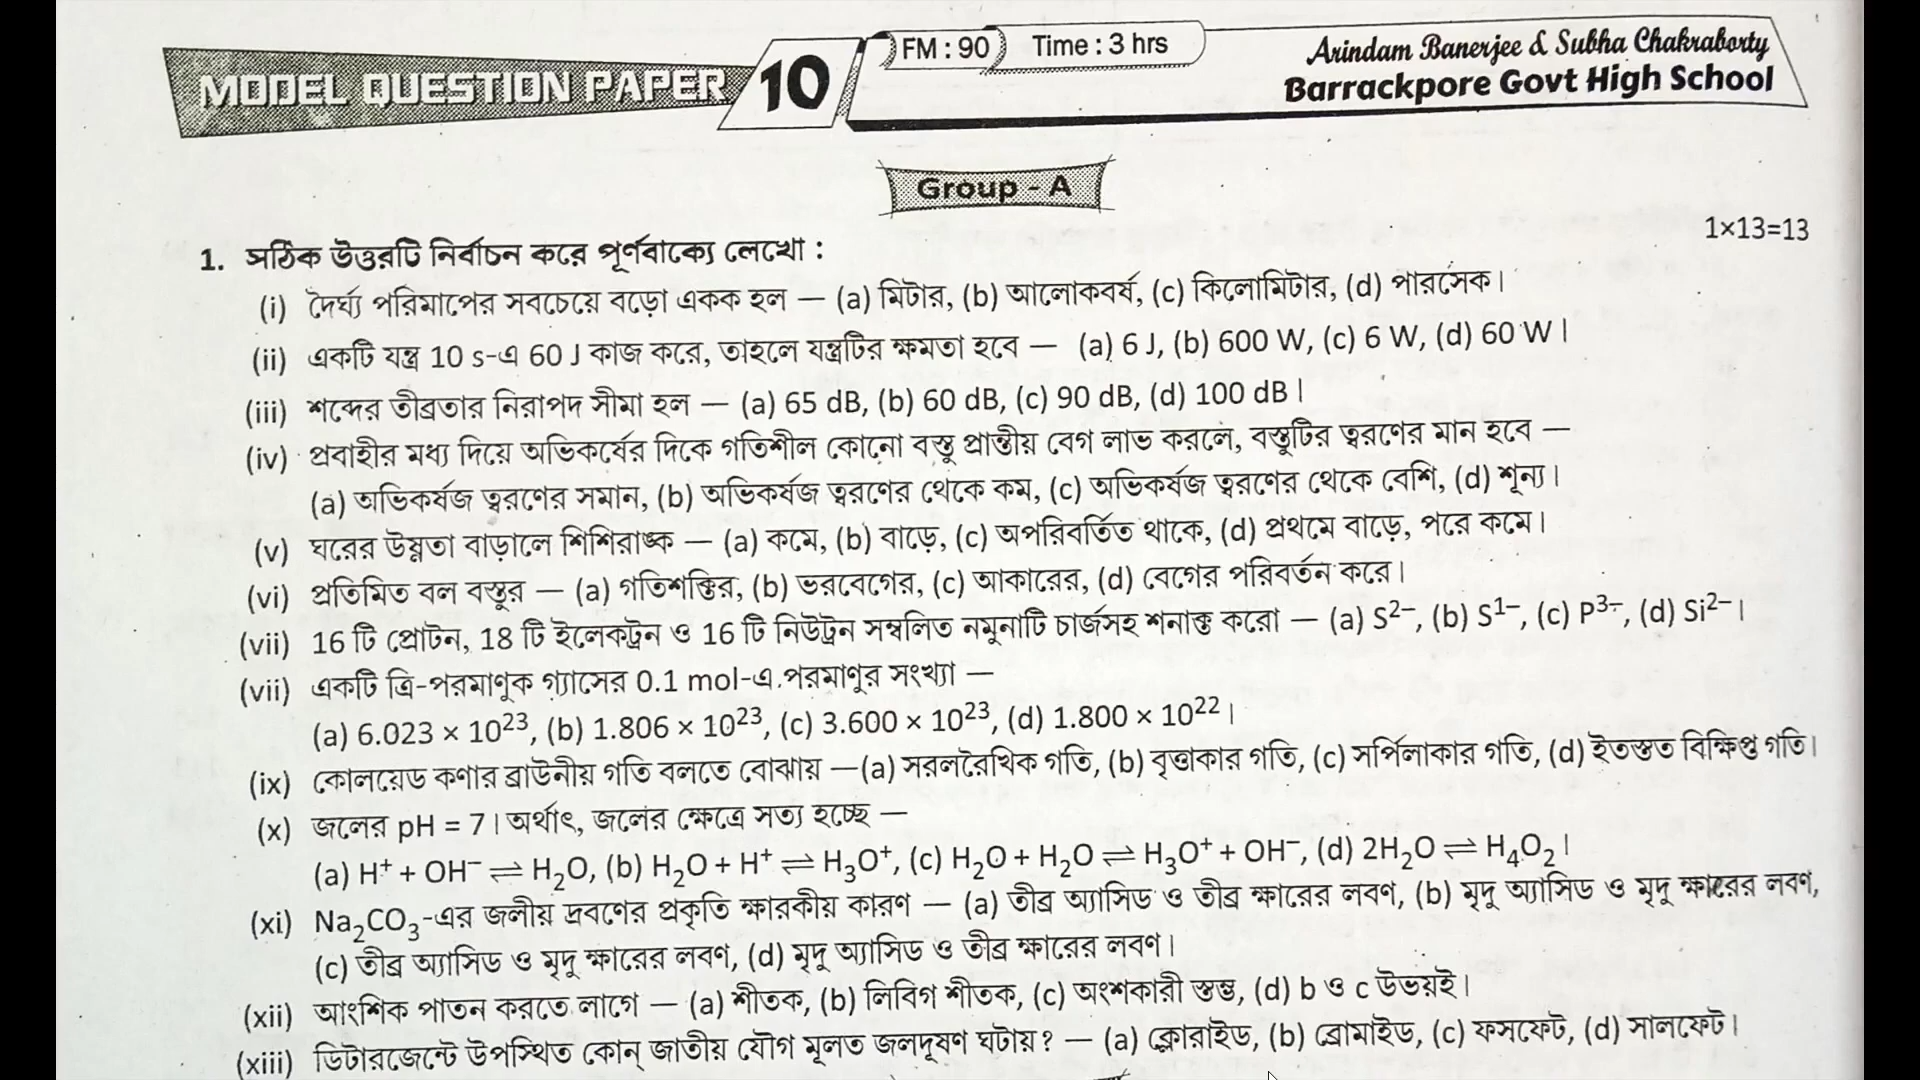 MODEL QUESTION PAPER 10
FM : 90 Time : 3 hrs
Arindam Banerjee & Subha Chakraborty
Barrackpore Govt High School
Group - A
1. সঠিক উত্তরটি নির্বাচন করে পূর্ণবাক্যে লেখো : 1×13=13
(i) দৈর্ঘ্য পরিমাপের সবচেয়ে বড়ো একক হল — (a) মিটার, (b) আলোকবর্ষ, (c) কিলোমিটার, (d) পারসেক।
(ii) একটি যন্ত্র 10 s-এ 60 J কাজ করে, তাহলে যন্ত্রটির ক্ষমতা হবে — (a) 6 J, (b) 600 W, (c) 6 W, (d) 60 W।
(iii) শব্দের তীব্রতার নিরাপদ সীমা হল — (a) 65 dB, (b) 60 dB, (c) 90 dB, (d) 100 dB।
(iv) প্রবাহীর মধ্য দিয়ে অভিকর্ষের দিকে গতিশীল কোনো বস্তু প্রান্তীয় বেগ লাভ করলে, বস্তুটির ত্বরণের মান হবে —
(a) অভিকর্ষজ ত্বরণের সমান, (b) অভিকর্ষজ ত্বরণের থেকে কম, (c) অভিকর্ষজ ত্বরণের থেকে বেশি, (d) শূন্য।
(v) ঘরের উষ্ণতা বাড়ালে শিশিরাঙ্ক — (a) কমে, (b) বাড়ে, (c) অপরিবর্তিত থাকে, (d) প্রথমে বাড়ে, পরে কমে।
(vi) প্রতিমিত বল বস্তুর — (a) গতিশক্তির, (b) ভরবেগের, (c) আকারের, (d) বেগের পরিবর্তন করে।
(vii) 16 টি প্রোটন, 18 টি ইলেকট্রন ও 16 টি নিউট্রন সম্বলিত নমুনাটি চার্জসহ শনাক্ত করো — (a) S²⁻, (b) S¹⁻, (c) P³⁻, (d) Si²⁻।
(vii) একটি ত্রি-পরমাণুক গ্যাসের 0.1 mol-এ পরমাণুর সংখ্যা —
(a) 6.023 × 10²³, (b) 1.806 × 10²³, (c) 3.600 × 10²³, (d) 1.800 × 10²²।
(ix) কোলয়েড কণার ব্রাউনীয় গতি বলতে বোঝায় —(a) সরলরৈখিক গতি, (b) বৃত্তাকার গতি, (c) সর্পিলাকার গতি, (d) ইতস্তত বিক্ষিপ্ত গতি।
(x) জলের pH = 7। অর্থাৎ, জলের ক্ষেত্রে সত্য হচ্ছে —
(a) H⁺ + OH⁻ ⇌ H₂O, (b) H₂O + H⁺ ⇌ H₃O⁺, (c) H₂O + H₂O ⇌ H₃O⁺ + OH⁻, (d) 2H₂O ⇌ H₄O₂।
(xi) Na₂CO₃-এর জলীয় দ্রবণের প্রকৃতি ক্ষারকীয় কারণ — (a) তীব্র অ্যাসিড ও তীব্র ক্ষারের লবণ, (b) মৃদু অ্যাসিড ও মৃদু ক্ষারের লবণ,
(c) তীব্র অ্যাসিড ও মৃদু ক্ষারের লবণ, (d) মৃদু অ্যাসিড ও তীব্র ক্ষারের লবণ।
(xii) আংশিক পাতন করতে লাগে — (a) শীতক, (b) লিবিগ শীতক, (c) অংশকারী স্তম্ভ, (d) b ও c উভয়ই।
(xiii) ডিটারজেন্টে উপস্থিত কোন্ জাতীয় যৌগ মূলত জলদূষণ ঘটায়? — (a) ক্লোরাইড, (b) ব্রোমাইড, (c) ফসফেট, (d) সালফেট।